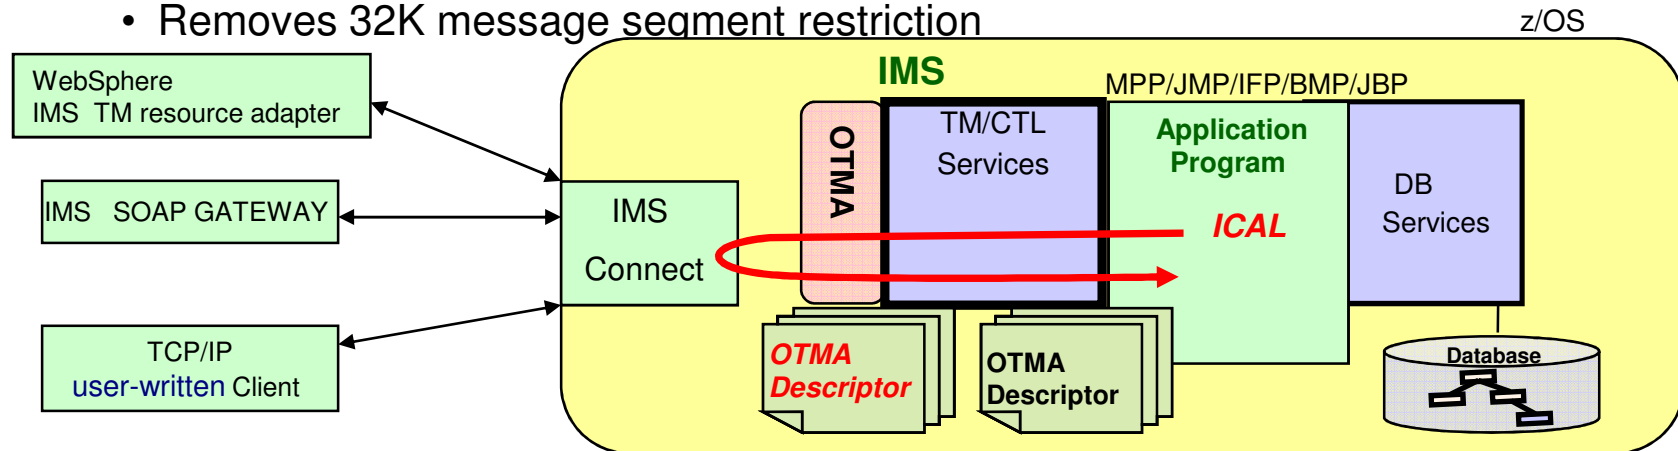 • Removes 32K message segment restriction
z/OS
WebSphere
IMS TM resource adapter
IMS SOAP GATEWAY
TCP/IP
user-written Client
IMS
Connect
IMS
OTMA
TM/CTL
Services
MPP/JMP/IFP/BMP/JBP
Application
Program
ICAL
DB
Services
OTMA
Descriptor
OTMA
Descriptor
Database